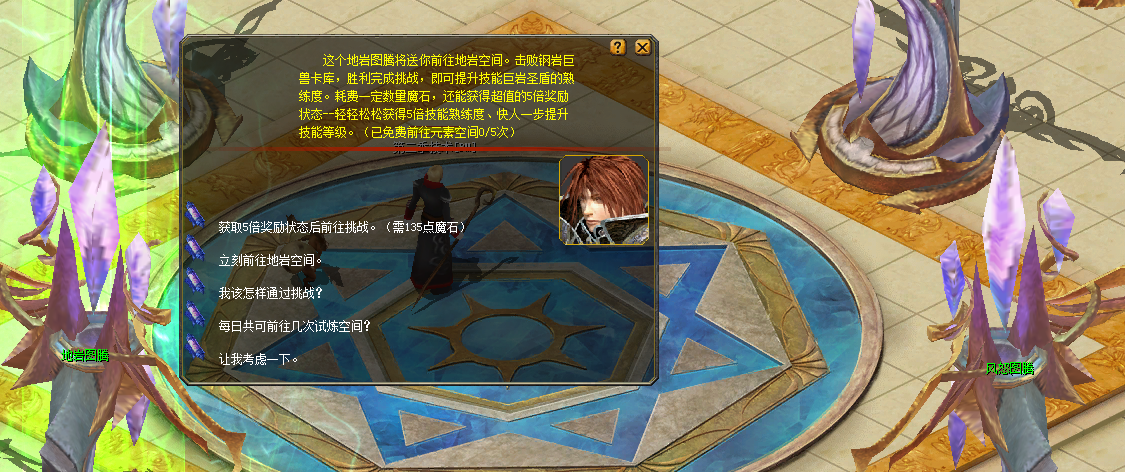 这个地岩图腾将送你前往地岩空间。击败钢岩巨
兽卡库，胜利完成挑战，即可提升技能巨岩圣盾的熟
练度。耗费一定数量魔石，还能获得超值的5倍奖励
状态--轻轻松松获得5倍技能熟练度、快人一步提升
技能等级。（已免费前往元素空间0/5次）
获取5倍奖励状态后前往挑战。（需135点魔石）
立刻前往地岩空间。
我该怎样通过挑战？
每日共可前往几次试炼空间？
让我考虑一下。
地岩图腾
风怒图腾